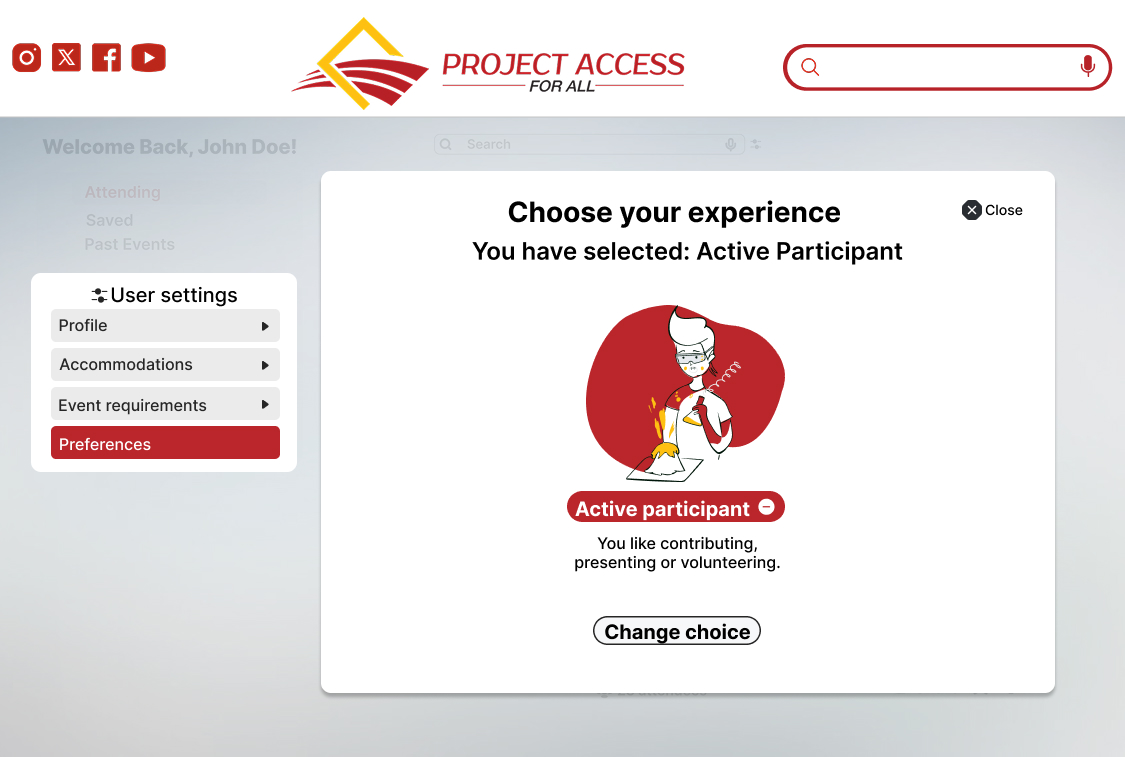 PROJECT ACCESS
FOR ALL
Welcome Back, John Doe!
Search
Attending
Saved
Past Events
User settings
Profile
Accommodations
Event requirements
Preferences
Choose your experience
Close
You have selected: Active Participant
Active participant
You like contributing,
presenting or volunteering.
Change choice